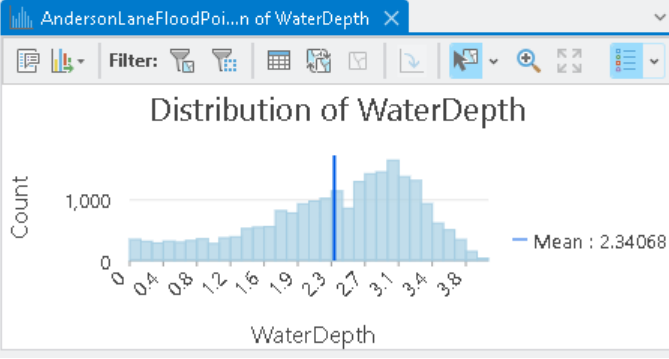 AndersonLaneFloodPoi...n of WaterDepth
Filter:
Distribution of WaterDepth
Count
1,000
0
Mean : 2.34068
0 0.4 0.8 1.2 1.6 1.9 2.3 2.7 3.1 3.4 3.8
WaterDepth